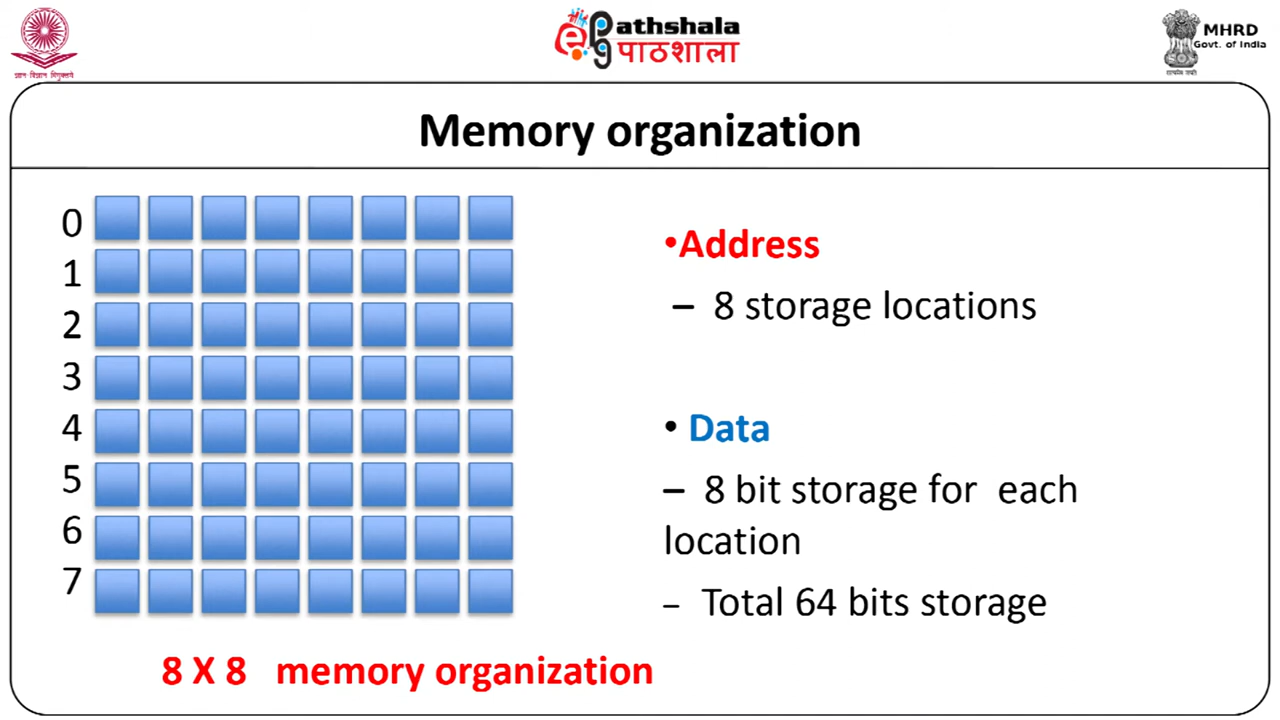 ePathshala
पाठशाला
MHRD
Govt. of India
Memory organization
0
1
2
3
4
5
6
7
•Address
– 8 storage locations
• Data
– 8 bit storage for each
location
– Total 64 bits storage
8 X 8 memory organization